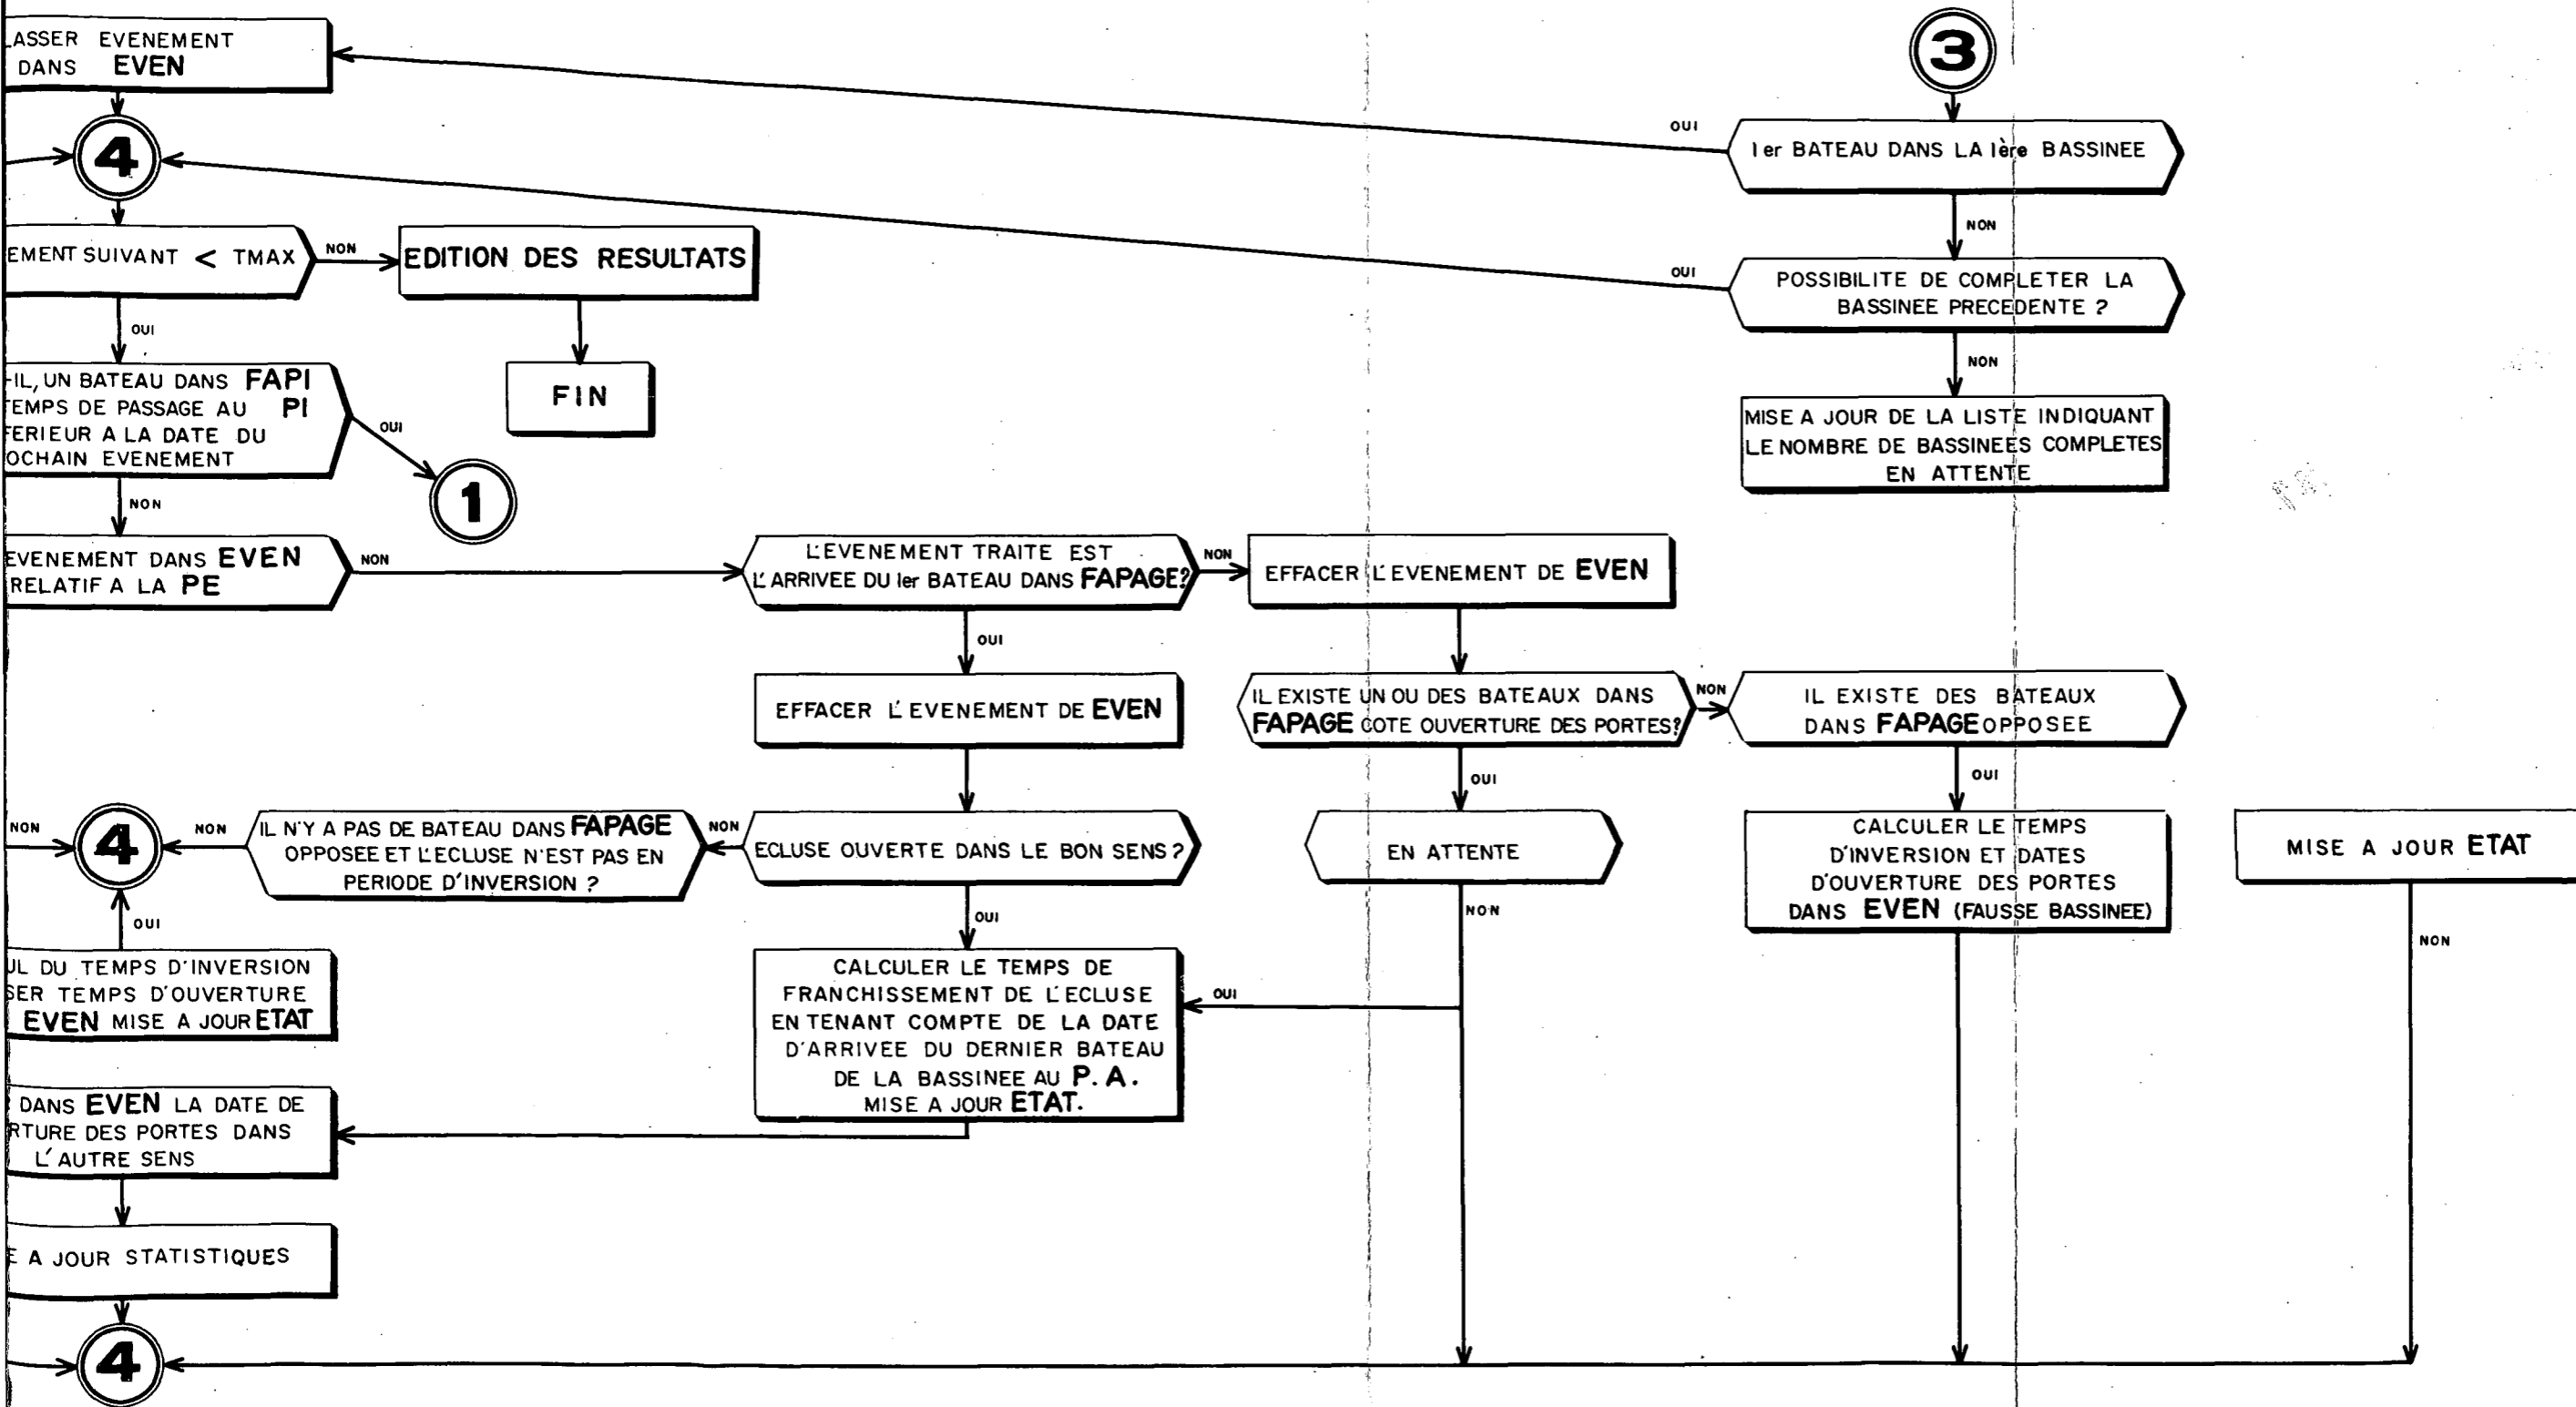 EVENEMENT
DANS EVEN
4
SUIVANT < TMAX
NON
EDITION DES RESULTATS
OUI
FIN
UN BATEAU DANS FAPI
DE PASSAGE AU PI
A LA DATE DU
EVENEMENT
OUI
1
NON
EVENEMENT DANS EVEN
RELATIF A LA PE
NON
3
1er BATEAU DANS LA 1ère BASSINEE
OUI
NON
POSSIBILITE DE COMPLETER LA
BASSINEE PRECEDENTE ?
OUI
NON
MISE A JOUR DE LA LISTE INDIQUANT
LE NOMBRE DE BASSINEES COMPLETES
EN ATTENTE
L'EVENEMENT TRAITE EST
L'ARRIVEE DU 1er BATEAU DANS FAPAGE?
NON
EFFACER L'EVENEMENT DE EVEN
OUI
EFFACER L'EVENEMENT DE EVEN
IL EXISTE UN OU DES BATEAUX DANS
FAPAGE COTE OUVERTURE DES PORTES?
NON
IL EXISTE DES BATEAUX
DANS FAPAGE OPPOSEE
OUI
OUI
NON
4
NON
IL N'Y A PAS DE BATEAU DANS FAPAGE
OPPOSEE ET L'ECLUSE N'EST PAS EN
PERIODE D'INVERSION ?
NON
ECLUSE OUVERTE DANS LE BON SENS ?
EN ATTENTE
CALCULER LE TEMPS
D'INVERSION ET DATES
D'OUVERTURE DES PORTES
DANS EVEN (FAUSSE BASSINEE)
MISE A JOUR ETAT
OUI
OUI
NON
NON
DU TEMPS D'INVERSION
TEMPS D'OUVERTURE
EVEN MISE A JOUR ETAT
CALCULER LE TEMPS DE
FRANCHISSEMENT DE L'ECLUSE
EN TENANT COMPTE DE LA DATE
D'ARRIVEE DU DERNIER BATEAU
DE LA BASSINEE AU P. A.
MISE A JOUR ETAT.
OUI
DANS EVEN LA DATE DE
DES PORTES DANS
L'AUTRE SENS
A JOUR STATISTIQUES
4